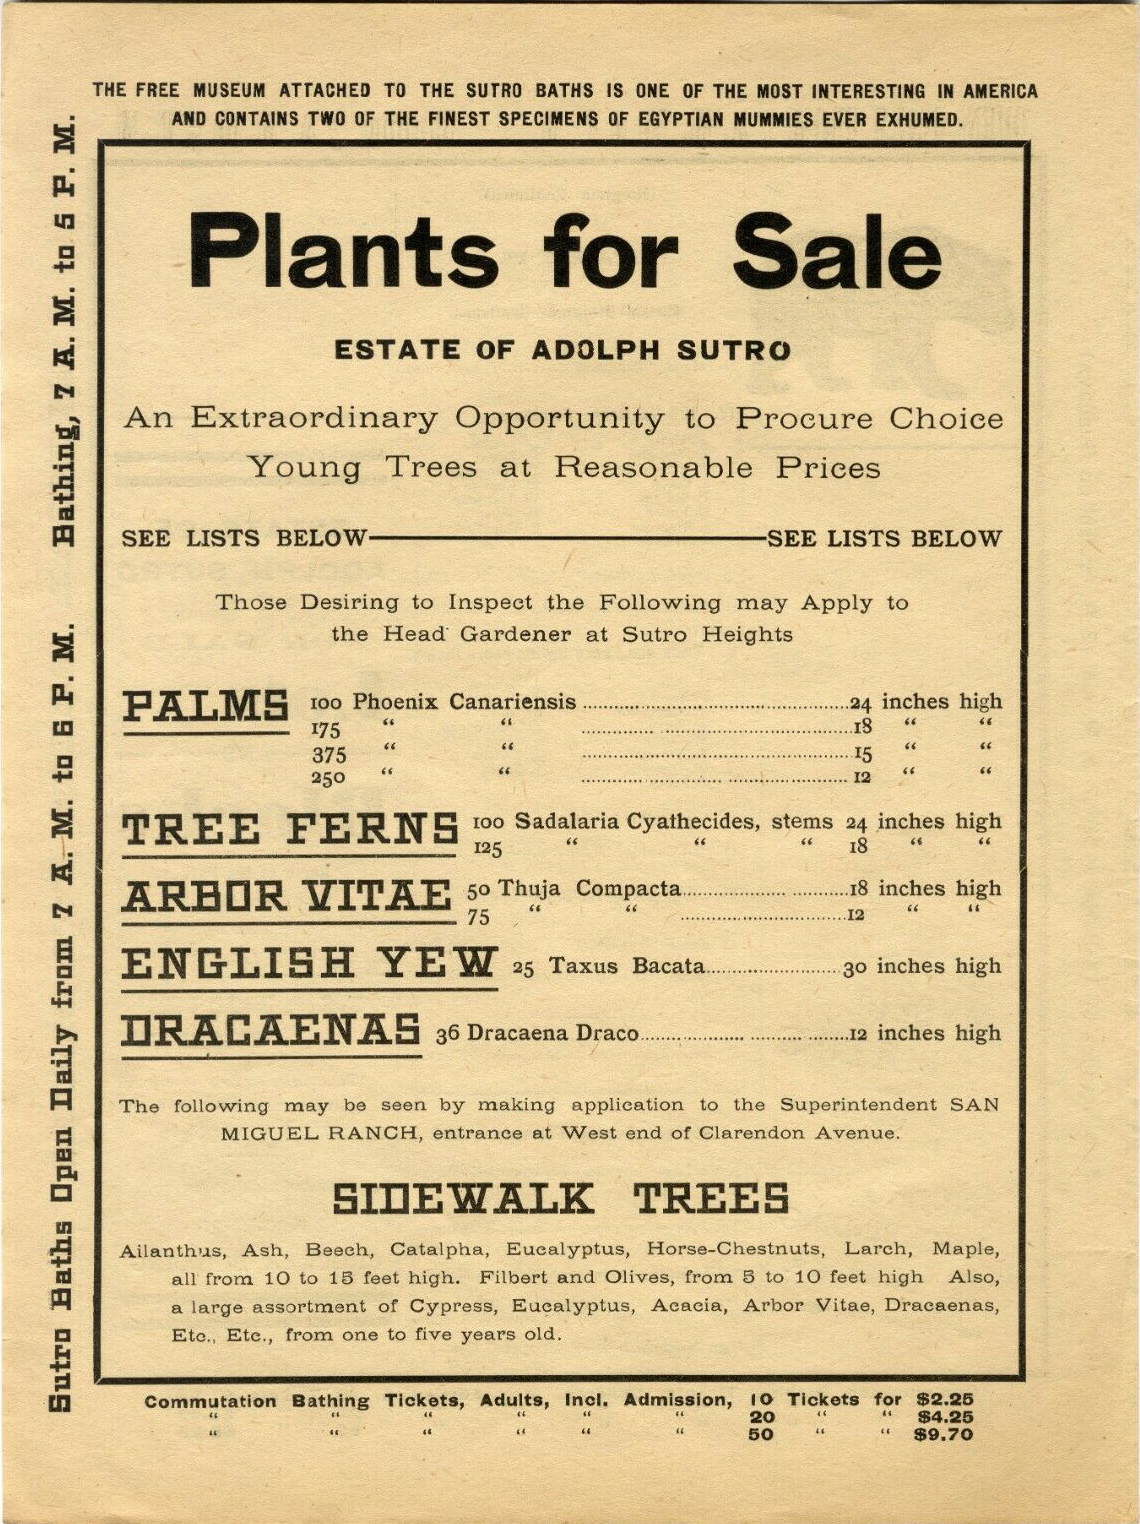 THE FREE MUSEUM ATTACHED TO THE SUTRO BATHS IS ONE OF THE MOST INTERESTING IN AMERICA
AND CONTAINS TWO OF THE FINEST SPECIMENS OF EGYPTIAN MUMMIES EVER EXHUMED.
Sutro Baths Open Daily from 7 A. M. to 6 P. M. Bathing, 7 A. M. to 5 P. M.
Plants for Sale
ESTATE OF ADOLPH SUTRO
An Extraordinary Opportunity to Procure Choice
Young Trees at Reasonable Prices
SEE LISTS BELOW——————SEE LISTS BELOW
Those Desiring to Inspect the Following may Apply to
the Head Gardener at Sutro Heights
PALMS 100 Phoenix Canariensis ........................ 24 inches high
175 “ “ ........................ 18 “ “
375 “ “ ........................ 15 “ “
250 “ “ ........................ 12 “ “
TREE FERNS 100 Sadalaria Cyathecides, stems 24 inches high
125 “ “ “ 18 “ “
ARBOR VITAE 50 Thuja Compacta........................18 inches high
75 “ “ ........................12 “ “
ENGLISH YEW 25 Taxus Bacata........................30 inches high
DRACAENAS 36 Dracaena Draco........................12 inches high
The following may be seen by making application to the Superintendent SAN
MIGUEL RANCH, entrance at West end of Clarendon Avenue.
SIDEWALK TREES
Ailanthus, Ash, Beech, Catalpha, Eucalyptus, Horse-Chestnuts, Larch, Maple,
all from 10 to 15 feet high. Filbert and Olives, from 5 to 10 feet high Also,
a large assortment of Cypress, Eucalyptus, Acacia, Arbor Vitae, Dracaenas,
Etc., Etc., from one to five years old.
Commutation Bathing Tickets, Adults, Incl. Admission, 10 Tickets for $2.25
“ “ “ “ “ “ 20 “ “ $4.25
“ “ “ “ “ “ 50 “ “ $9.70